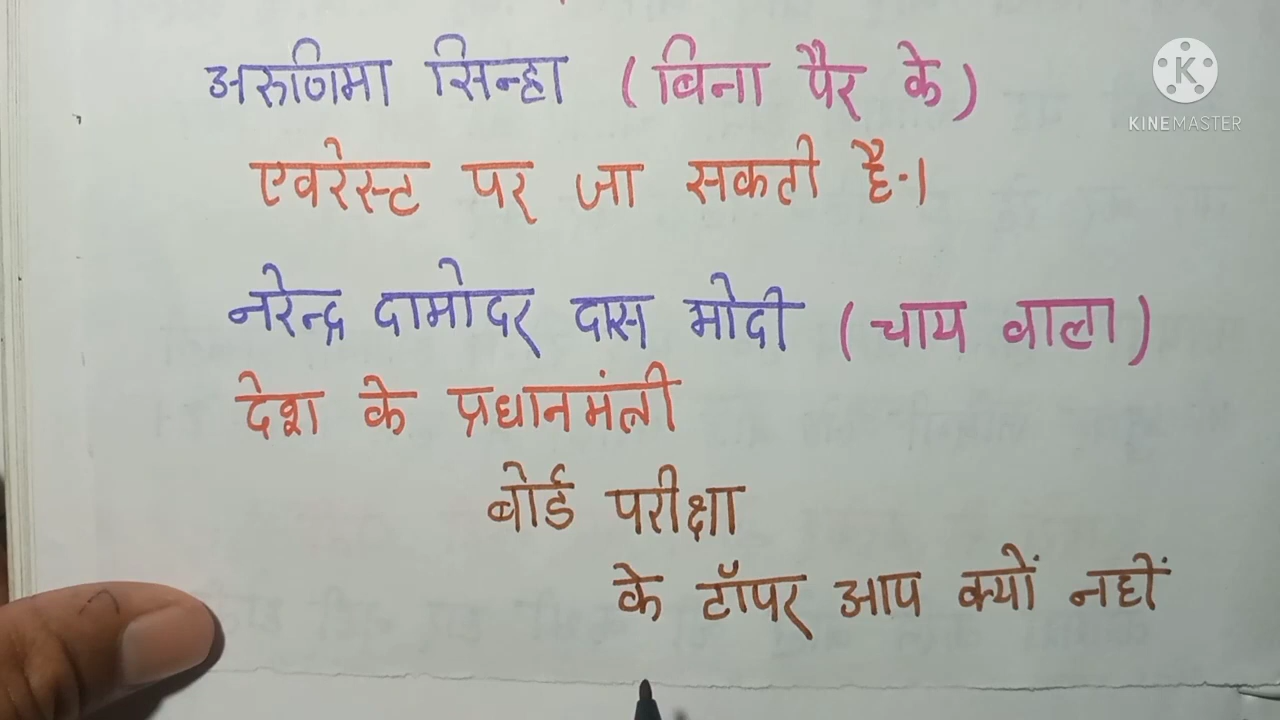 अरुणिमा सिन्हा (बिना पैर के)
KINEMASTER
एवरेस्ट पर जा सकती है।
नरेन्द्र दामोदर दास मोदी (चाय वाला)
देश के प्रधानमंत्री
बोर्ड परीक्षा
के टॉपर आप क्यों नहीं